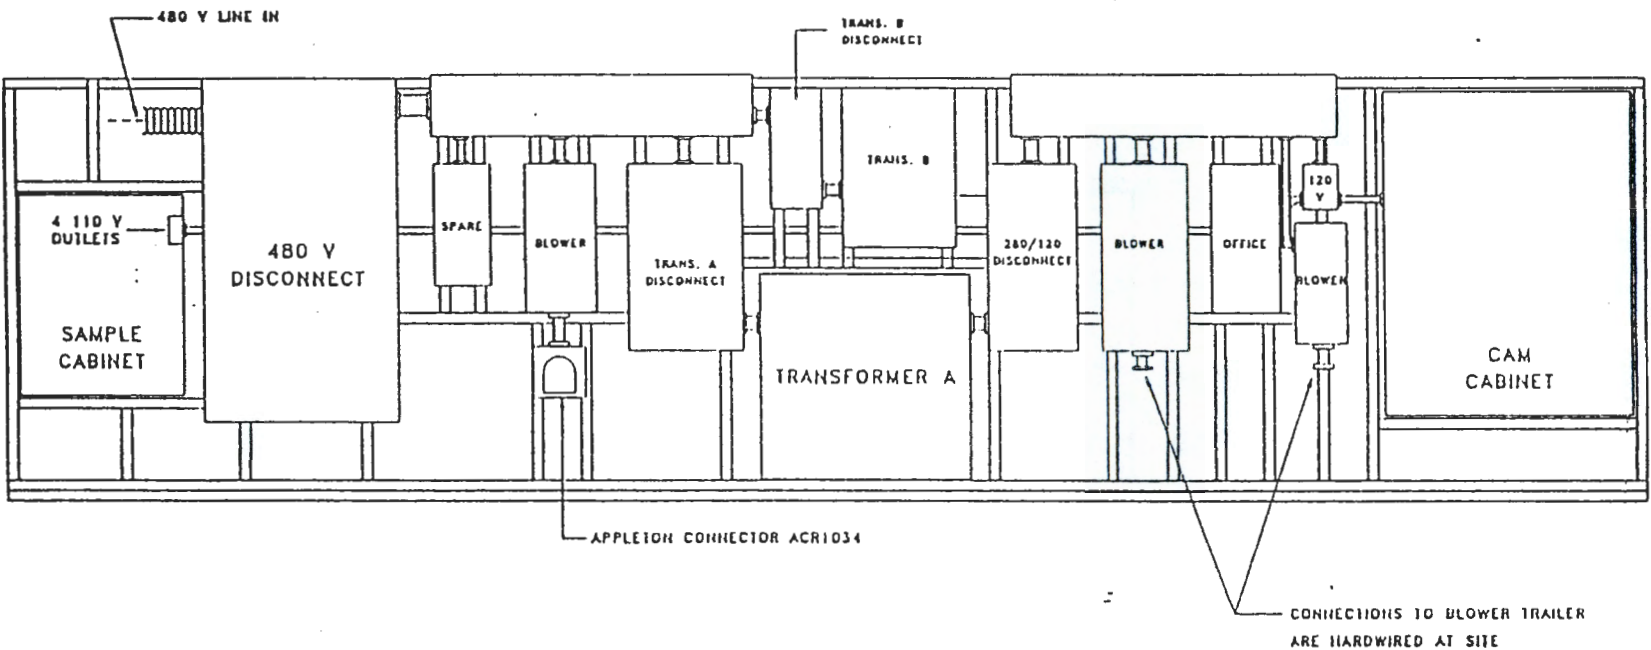 480 V LINE IN
TRANS. B
DISCONNECT
4 110 V
OUTLETS
SAMPLE
CABINET
480 V
DISCONNECT
SPARE
BLOWER
TRANS. A
DISCONNECT
TRANS. B
TRANSFORMER A
280/120
DISCONNECT
BLOWER
OFFICE
120
V
BLOWER
CAM
CABINET
APPLETON CONNECTOR ACR1034
CONNECTIONS TO BLOWER TRAILER
ARE HARDWIRED AT SITE